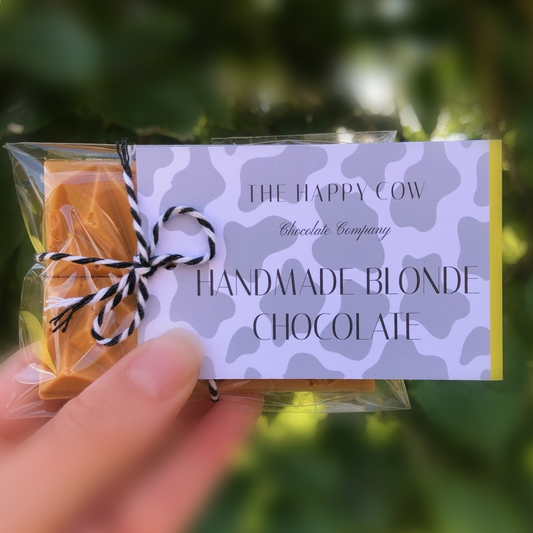 THE HAPPY COW
Chocolate Company
HANDMADE BLONDE
CHOCOLATE